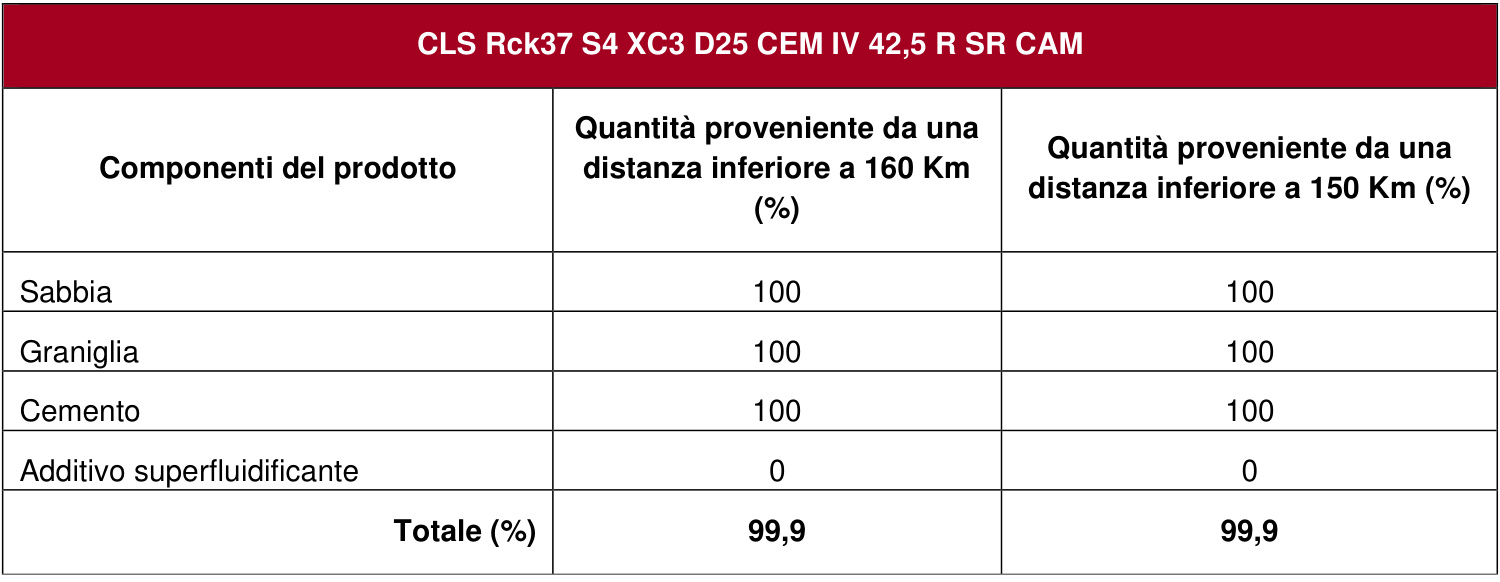 CLS Rck37 S4 XC3 D25 CEM IV 42,5 R SR CAM
Componenti del prodotto
Quantità proveniente da una
distanza inferiore a 160 Km
(%)
Quantità proveniente da una
distanza inferiore a 150 Km (%)
Sabbia 100 100
Graniglia 100 100
Cemento 100 100
Additivo superfluidificante 0 0
Totale (%) 99,9 99,9